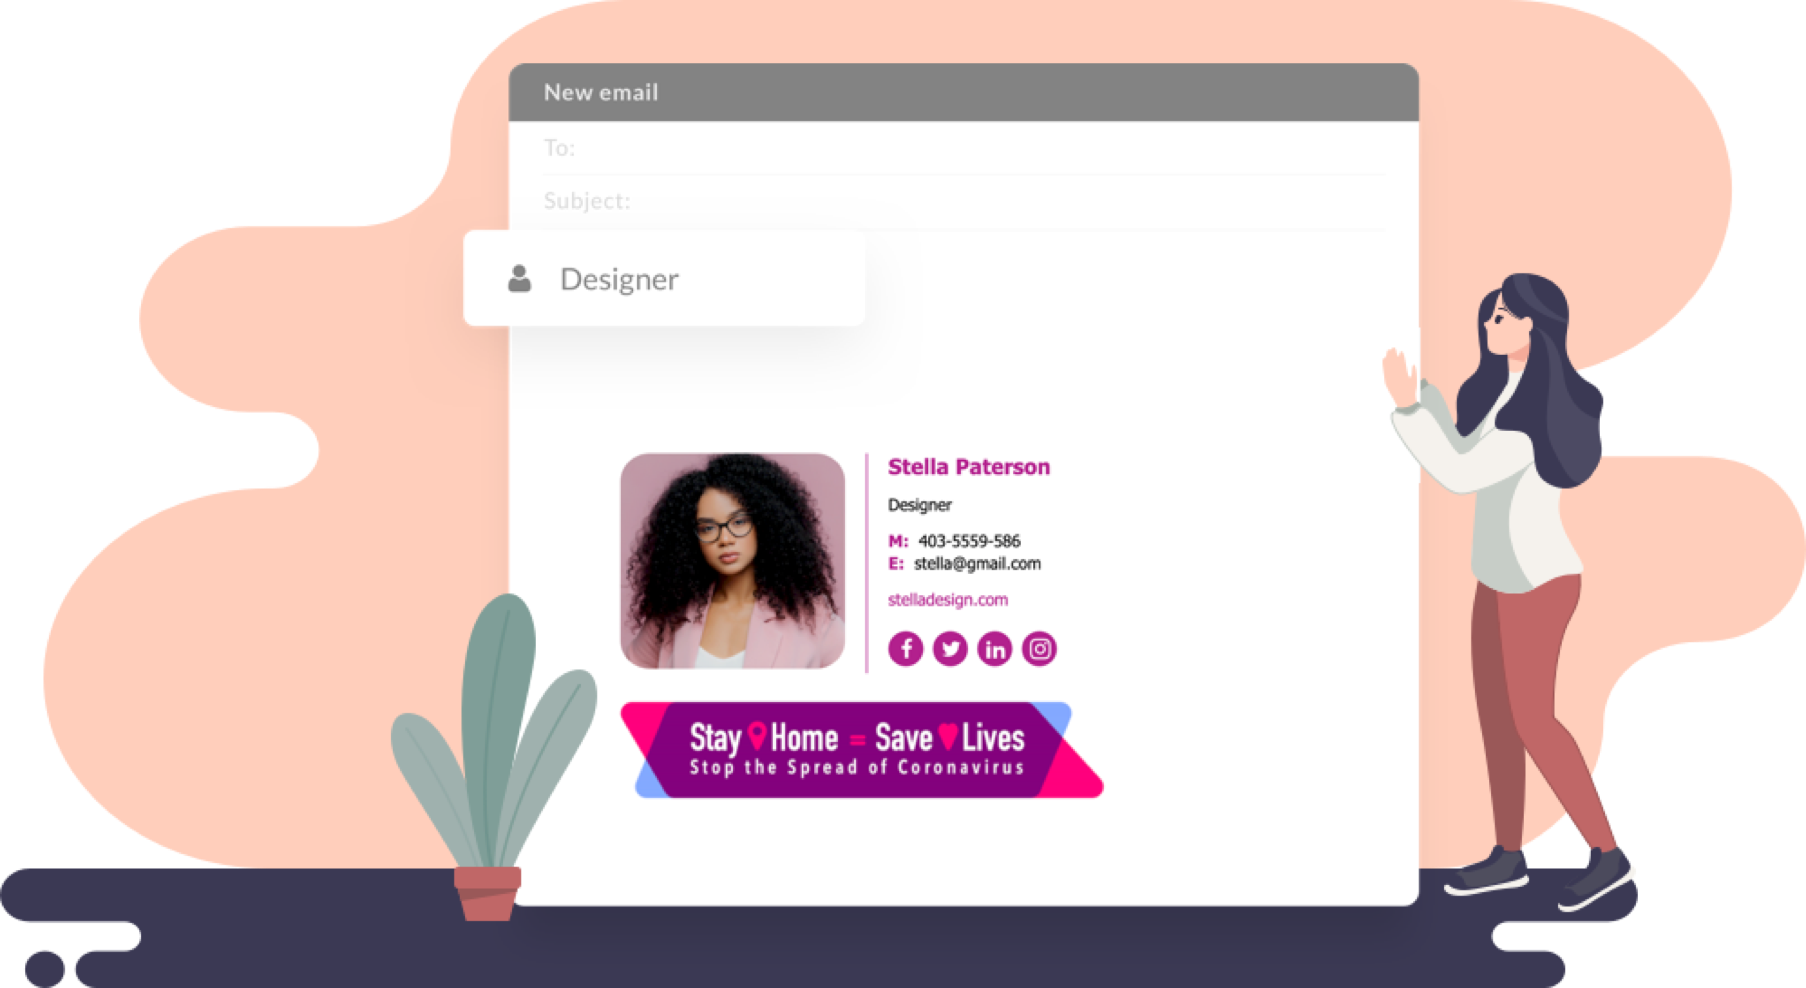 New email
To:
Subject:
Designer
Stella Paterson
Designer
M: 403-5559-586
E: stella@gmail.com
stelladesign.com
Stay Home = Save Lives
Stop the Spread of Coronavirus